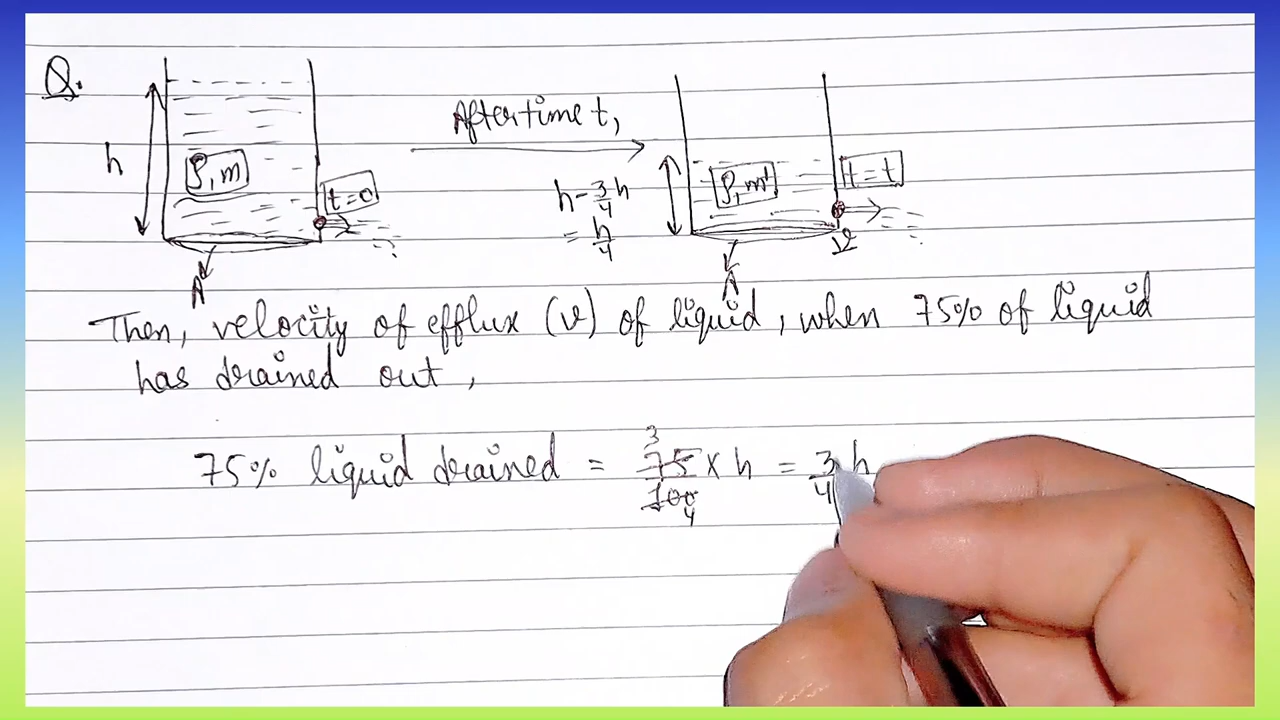 Q.
After time t,
h
ρ, m
t = 0
A
h - 3/4 h
= h/4
ρ, m'
t = t
v
A
Then, velocity of efflux (v) of liquid, when 75% of liquid
has drained out,
75% liquid drained = 75/100 × h = 3/4 h
3
4